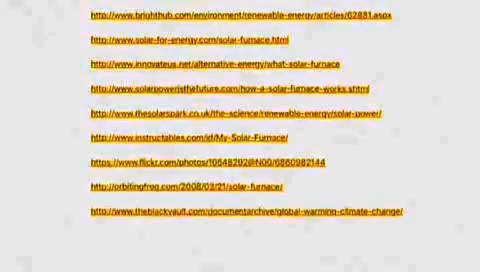 http://www.brighthub.com/environment/renewable-energy/articles/62881.aspx
http://www.solar-for-energy.com/solar-furnace.html
http://www.innovateus.net/alternative-energy/what-solar-furnace
http://www.solarpoweristhefuture.com/how-a-solar-furnace-works.shtml
http://www.thesolarspark.co.uk/the-science/renewable-energy/solar-power/
http://www.instructables.com/id/My-Solar-Furnace/
https://www.flickr.com/photos/10548292@N00/6860982144
http://orbitingfrog.com/2008/03/21/solar-furnace/
http://www.theblackvault.com/documentarchive/global-warming-climate-change/